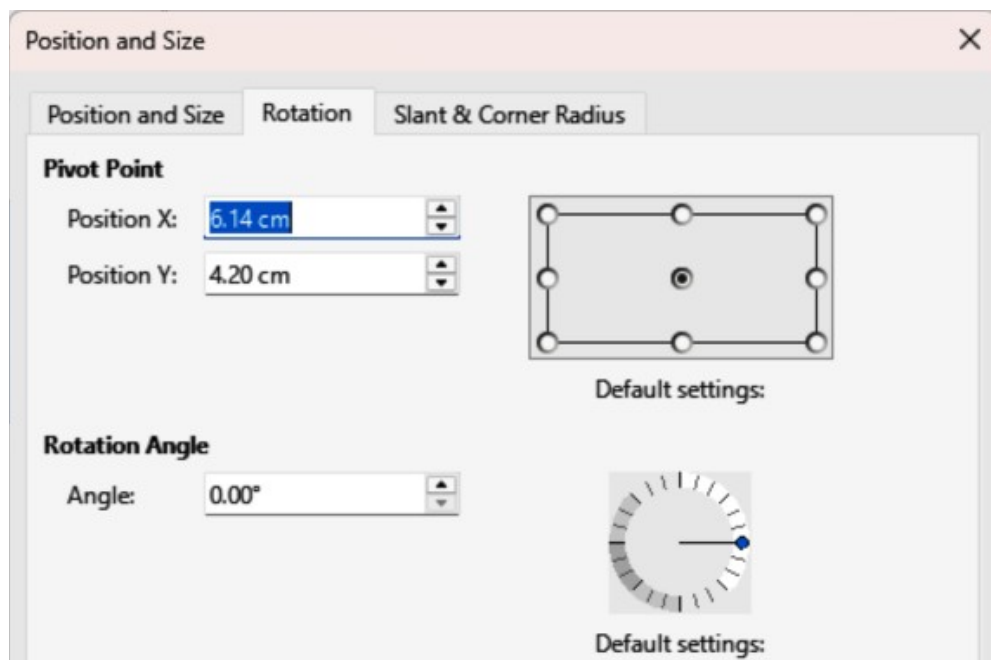 Position and Size
Position and Size Rotation Slant & Corner Radius
Pivot Point
Position X: 6.14 cm
Position Y: 4.20 cm
Default settings:
Rotation Angle
Angle: 0.00°
Default settings: